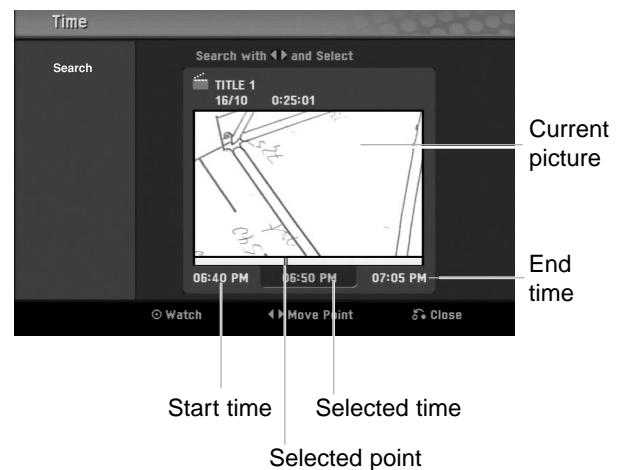 Time
Search
Search with ◀ ▶ and Select
TITLE 1
16/10 0:25:01
Current
picture
06:40 PM 06:50 PM 07:05 PM
End
time
Watch ◀ ▶ Move Point Close
Start time Selected time
Selected point